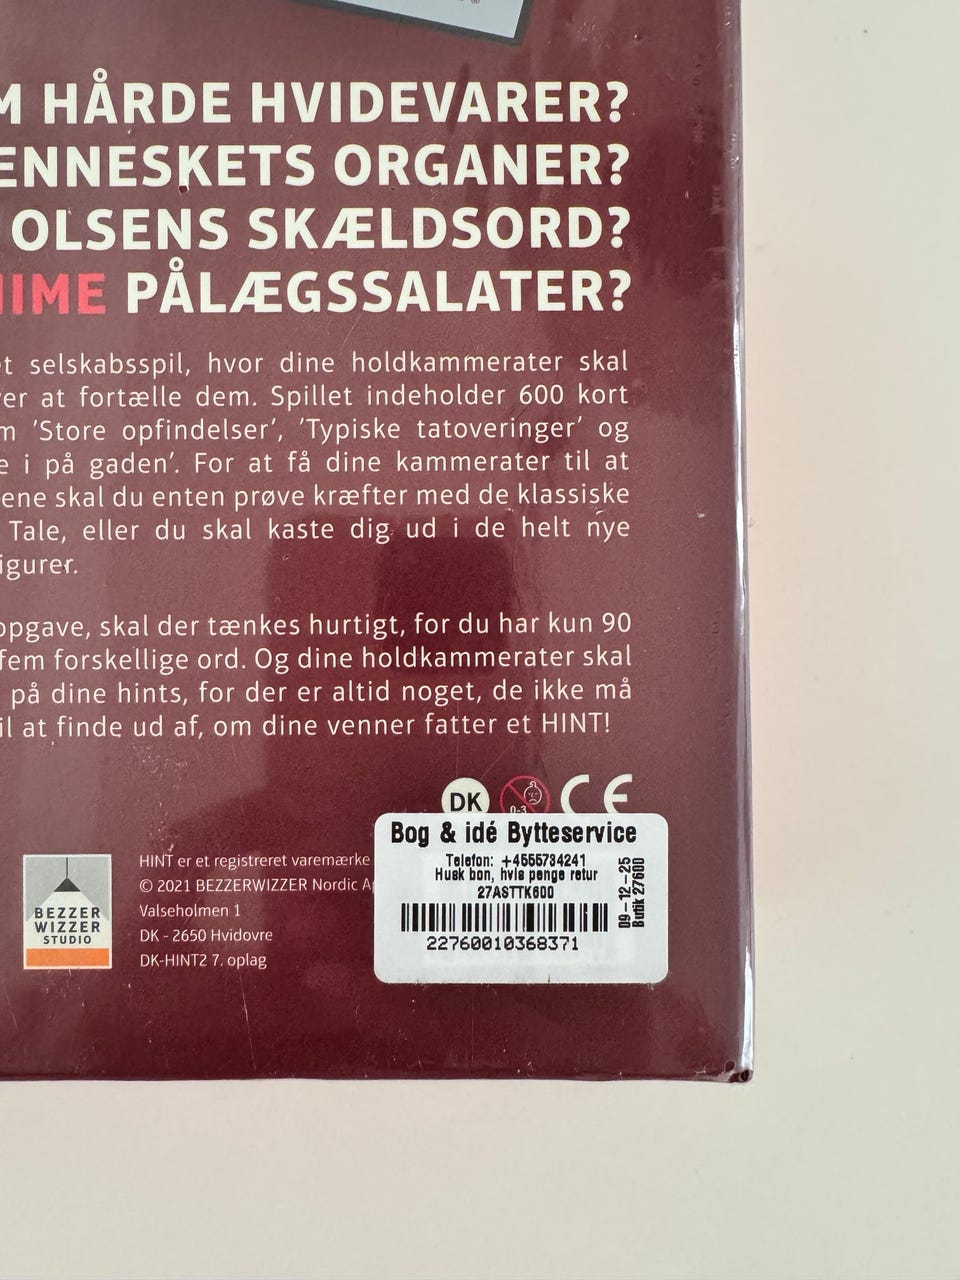 M HÅRDE HVIDEVARER?
ENNESKETS ORGANER?
OLSENS SKÆLDSORD?
IME PÅLÆGSSALATER?
et selskabsspil, hvor dine holdkammerater skal
ver at fortælle dem. Spillet indeholder 600 kort
m 'Store opfindelser', 'Typiske tatoveringer' og
e i på gaden'. For at få dine kammerater til at
ene skal du enten prøve kræfter med de klassiske
Tale, eller du skal kaste dig ud i de helt nye
igurer.
opgave, skal der tænkes hurtigt, for du har kun 90
fem forskellige ord. Og dine holdkammerater skal
på dine hints, for der er altid noget, de ikke må
il at finde ud af, om dine venner fatter et HINT!
DK
0-3
CE
BEZZER
WIZZER
STUDIO
HINT er et registreret varemærke
© 2021 BEZZERWIZZER Nordic A
Valseholmen 1
DK - 2650 Hvidovre
DK-HINT2 7. oplag
Bog & idé Bytteservice
Telefon: +4565734241
Husk bon, hvis penge retur
27ASTTK600
22760010368371
09-12-25
Butik 27600